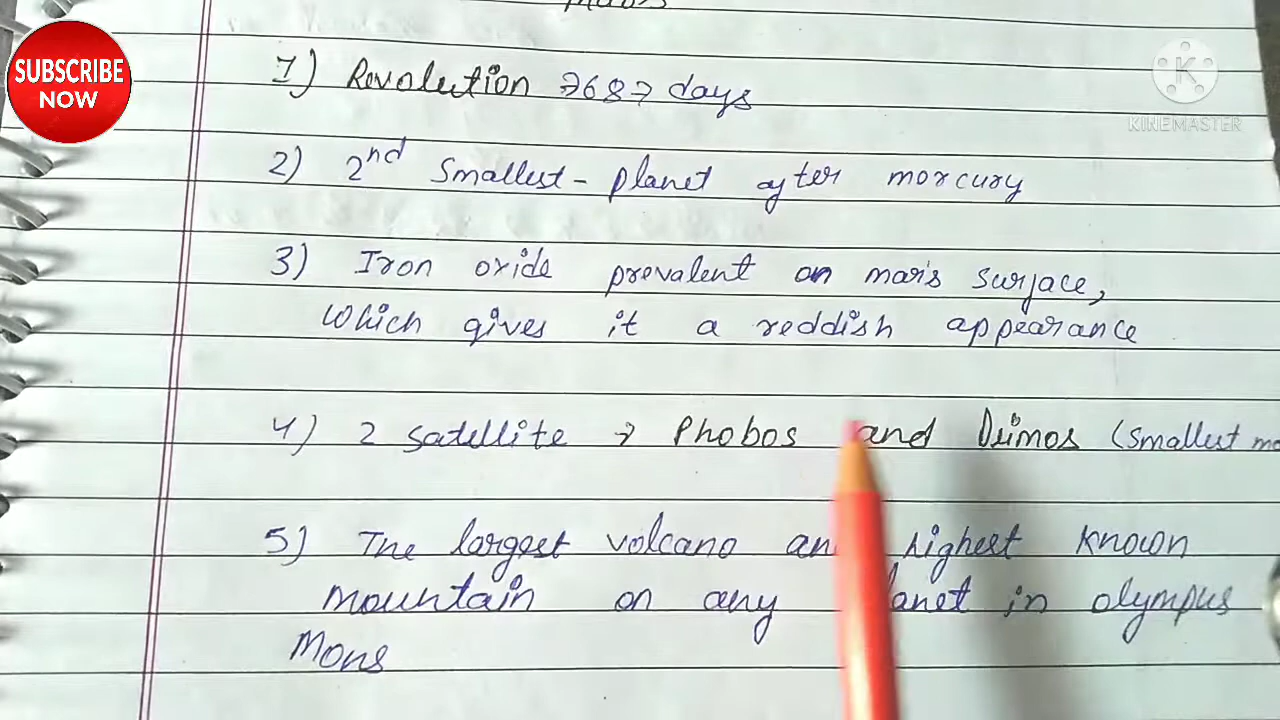 SUBSCRIBE
NOW
K
KINEMASTER
1) Revolution → 687 days
2) 2nd Smallest - planet after morcury
3) Iron oxide prevalent on mar's surface,
which gives it a reddish appearance
4) 2 satellite → Phobos and Deimos (smallest
5) The largest volcano and highest known
mountain on any planet in olympus
Mons